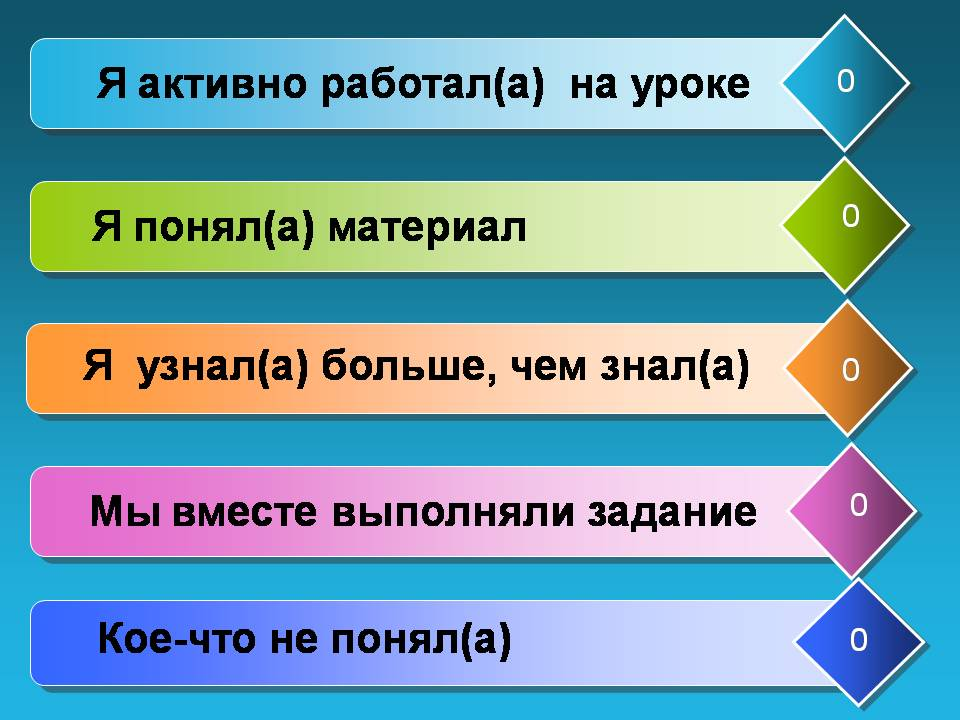 Я активно работал(а) на уроке
0
Я понял(а) материал
0
Я узнал(а) больше, чем знал(а)
0
Мы вместе выполняли задание
0
Кое-что не понял(а)
0